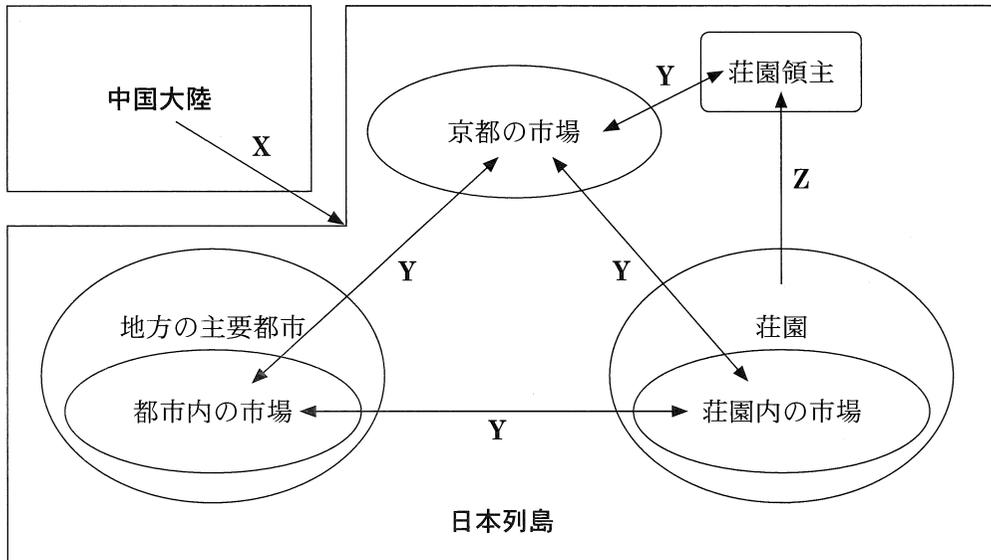 荘園領主
Y
中国大陸
京都の市場
X
Z
Y
Y
地方の主要都市
荘園
都市内の市場
荘園内の市場
Y
日本列島